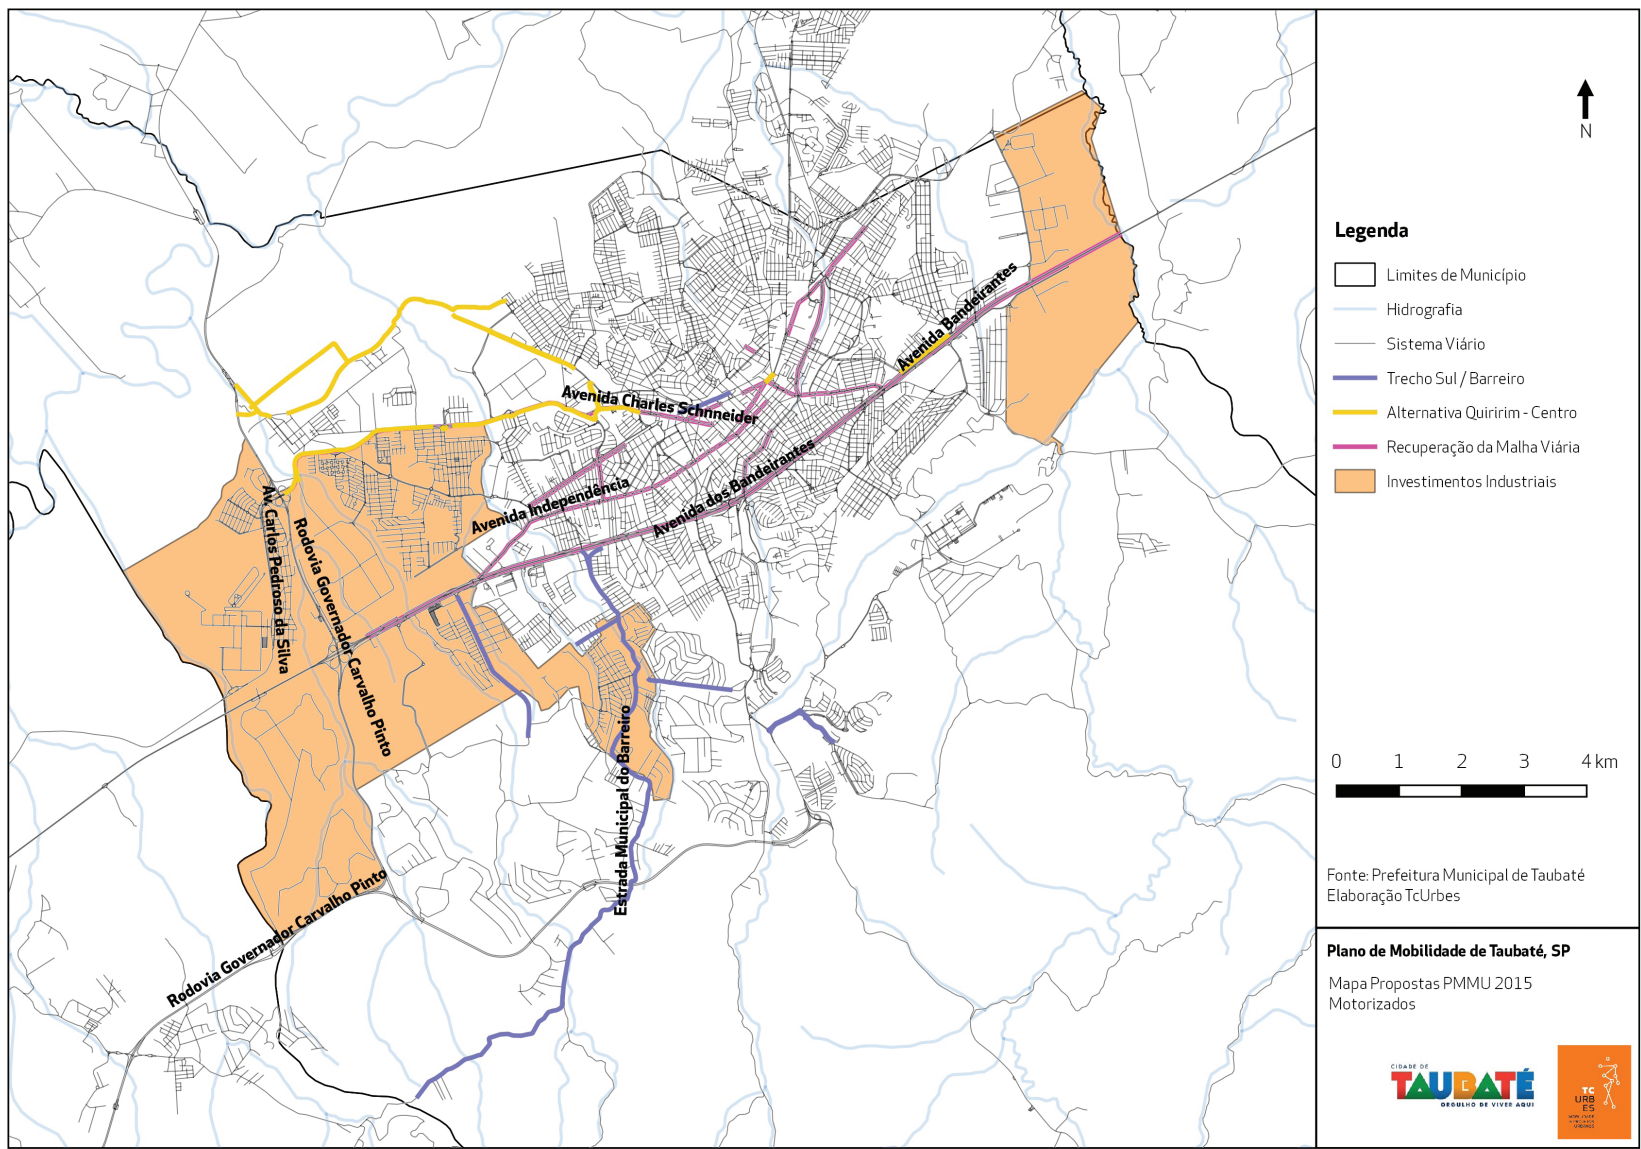 Avenida Bandeirantes
Avenida Charles Schnneider
Avenida Independência
Avenida dos Bandeirantes
Av. Carlos Pedroso da Silva
Rodovia Governador Carvalho Pinto
Estrada Municipal do Barreiro
Rodovia Governador Carvalho Pinto
N
Legenda
Limites de Município
Hidrografia
Sistema Viário
Trecho Sul / Barreiro
Alternativa Quiririm - Centro
Recuperação da Malha Viária
Investimentos Industriais
0 1 2 3 4 km
Fonte: Prefeitura Municipal de Taubaté
Elaboração TcUrbes
Plano de Mobilidade de Taubaté, SP
Mapa Propostas PMMU 2015
Motorizados
CIDADE DE
TAUBATÉ
ORGULHO DE VIVER AQUI
TC
URB
ES